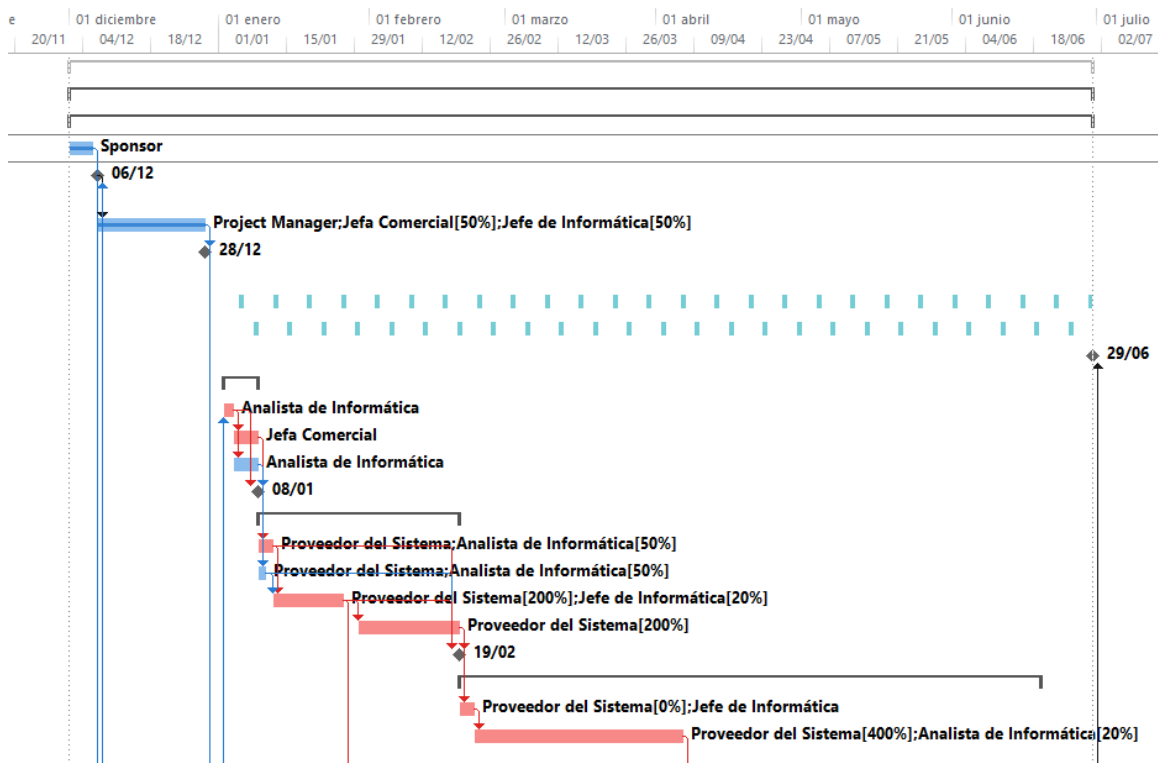 e 01 diciembre 01 enero 01 febrero 01 marzo 01 abril 01 mayo 01 junio 01 julio
20/11 04/12 18/12 01/01 15/01 29/01 12/02 26/02 12/03 26/03 09/04 23/04 07/05 21/05 04/06 18/06 02/07
Sponsor
06/12
Project Manager;Jefa Comercial[50%];Jefe de Informática[50%]
28/12
29/06
Analista de Informática
Jefa Comercial
Analista de Informática
08/01
Proveedor del Sistema;Analista de Informática[50%]
Proveedor del Sistema;Analista de Informática[50%]
Proveedor del Sistema[200%];Jefe de Informática[20%]
Proveedor del Sistema[200%]
19/02
Proveedor del Sistema[0%];Jefe de Informática
Proveedor del Sistema[400%];Analista de Informática[20%]